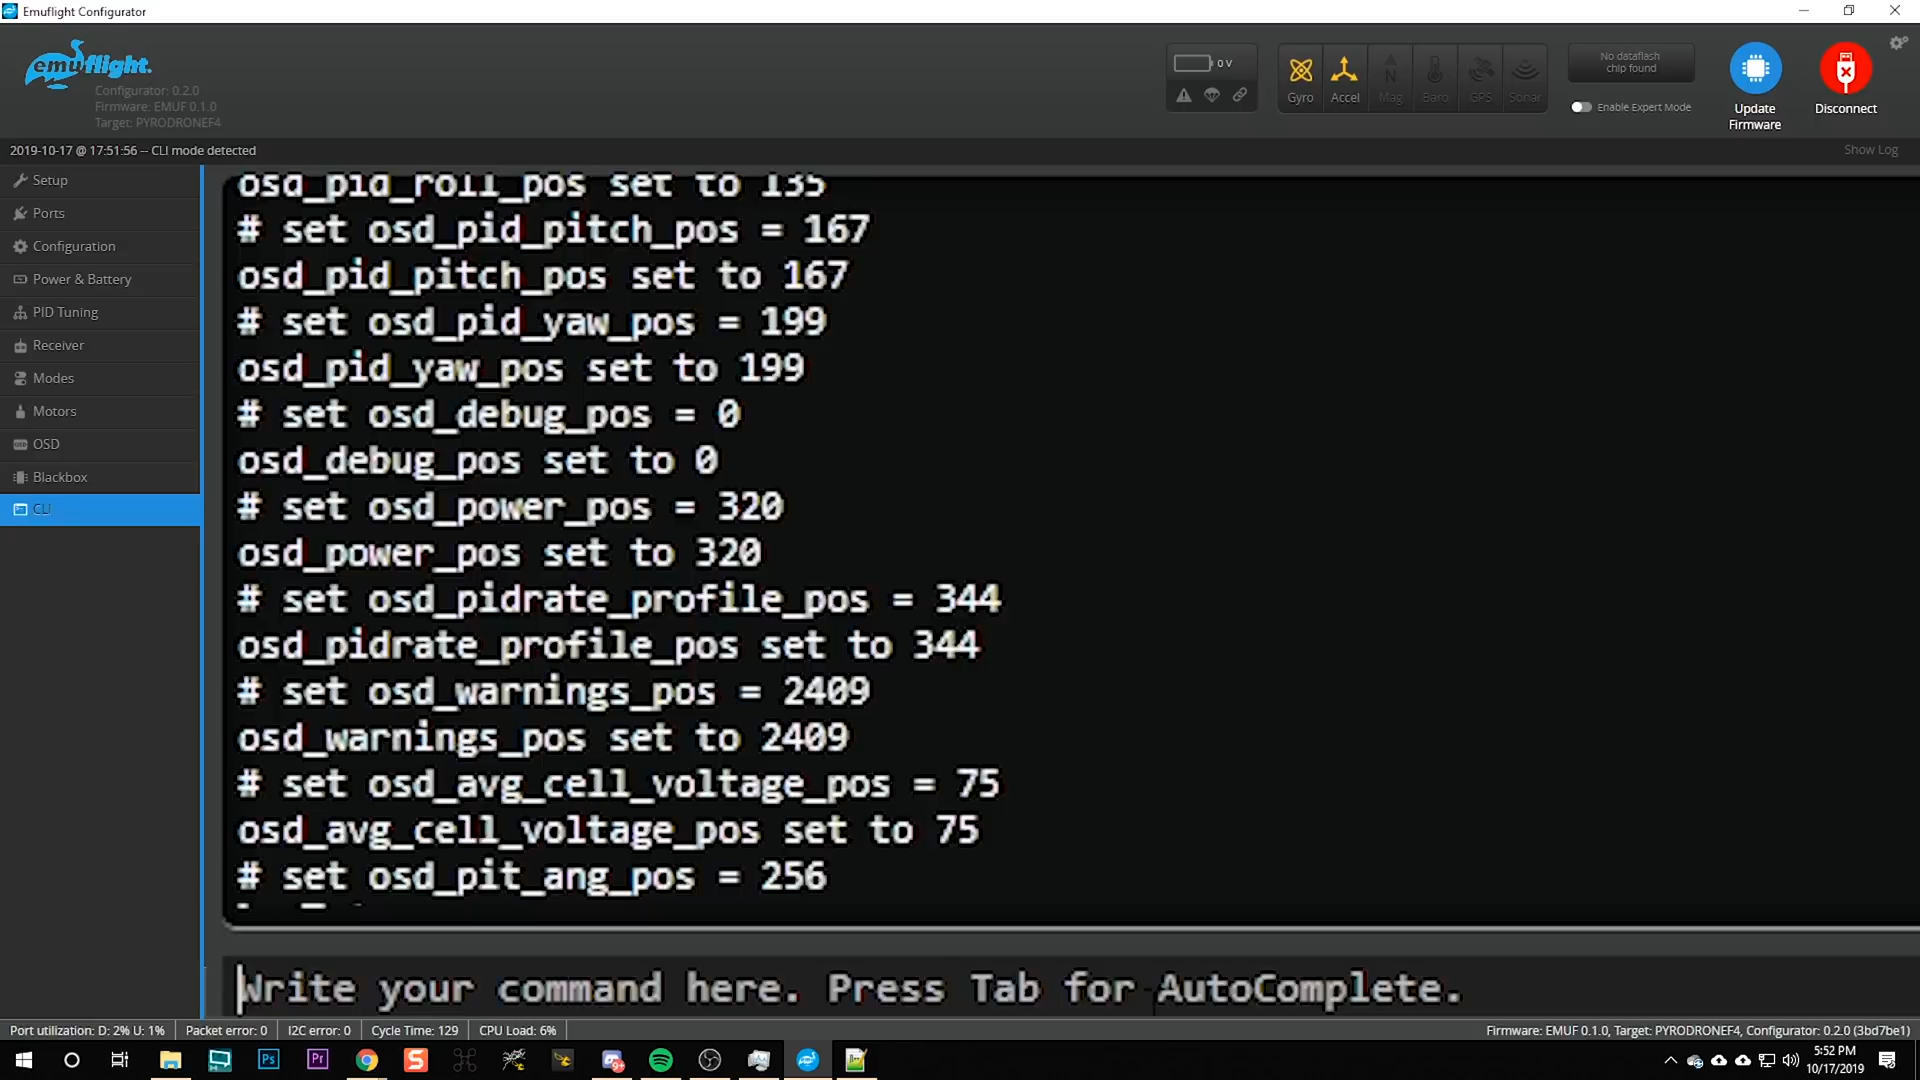 Emuflight Configurator
emuflight.
Configurator: 0.2.0
Firmware: EMUF 0.1.0
Target: PYRODRONEF4
0 V
Gyro
Accel
Mag
Baro
GPS
Sonar
No dataflash
chip found
Enable Expert Mode
Update
Firmware
Disconnect
2019-10-17 @ 17:51:56 -- CLI mode detected
Show Log
Setup
Ports
Configuration
Power & Battery
PID Tuning
Receiver
Modes
Motors
OSD
Blackbox
CLI
osd_pid_roll_pos set to 135
# set osd_pid_pitch_pos = 167
osd_pid_pitch_pos set to 167
# set osd_pid_yaw_pos = 199
osd_pid_yaw_pos set to 199
# set osd_debug_pos = 0
osd_debug_pos set to 0
# set osd_power_pos = 320
osd_power_pos set to 320
# set osd_pidrate_profile_pos = 344
osd_pidrate_profile_pos set to 344
# set osd_warnings_pos = 2409
osd_warnings_pos set to 2409
# set osd_avg_cell_voltage_pos = 75
osd_avg_cell_voltage_pos set to 75
# set osd_pit_ang_pos = 256
Write your command here. Press Tab for AutoComplete.
Port utilization: D: 2% U: 1%
Packet error: 0
I2C error: 0
Cycle Time: 129
CPU Load: 6%
Firmware: EMUF 0.1.0, Target: PYRODRONEF4, Configurator: 0.2.0 (3bd7be1)
Ps
Pr
S
9+
5:52 PM
10/17/2019